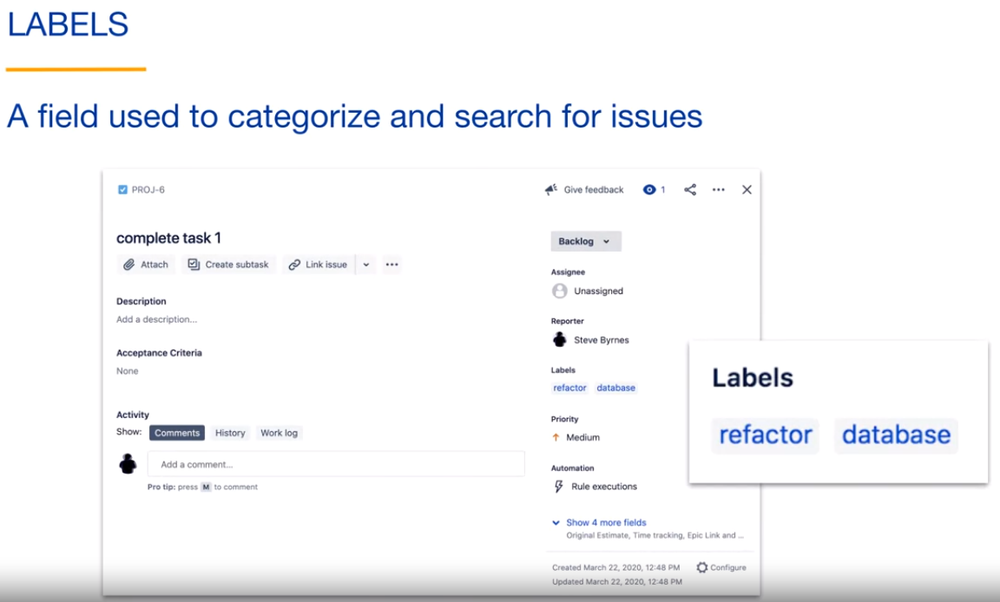 LABELS
A field used to categorize and search for issues
PROJ-6
Give feedback 1
complete task 1
Attach Create subtask Link issue
Description
Add a description...
Acceptance Criteria
None
Activity
Show: Comments History Work log
Add a comment...
Pro tip: press M to comment
Backlog
Assignee
Unassigned
Reporter
Steve Byrnes
Labels
refactor database
Priority
Medium
Automation
Rule executions
Show 4 more fields
Original Estimate, Time tracking, Epic Link and ...
Created March 22, 2020, 12:48 PM Configure
Updated March 22, 2020, 12:48 PM
Labels
refactor database